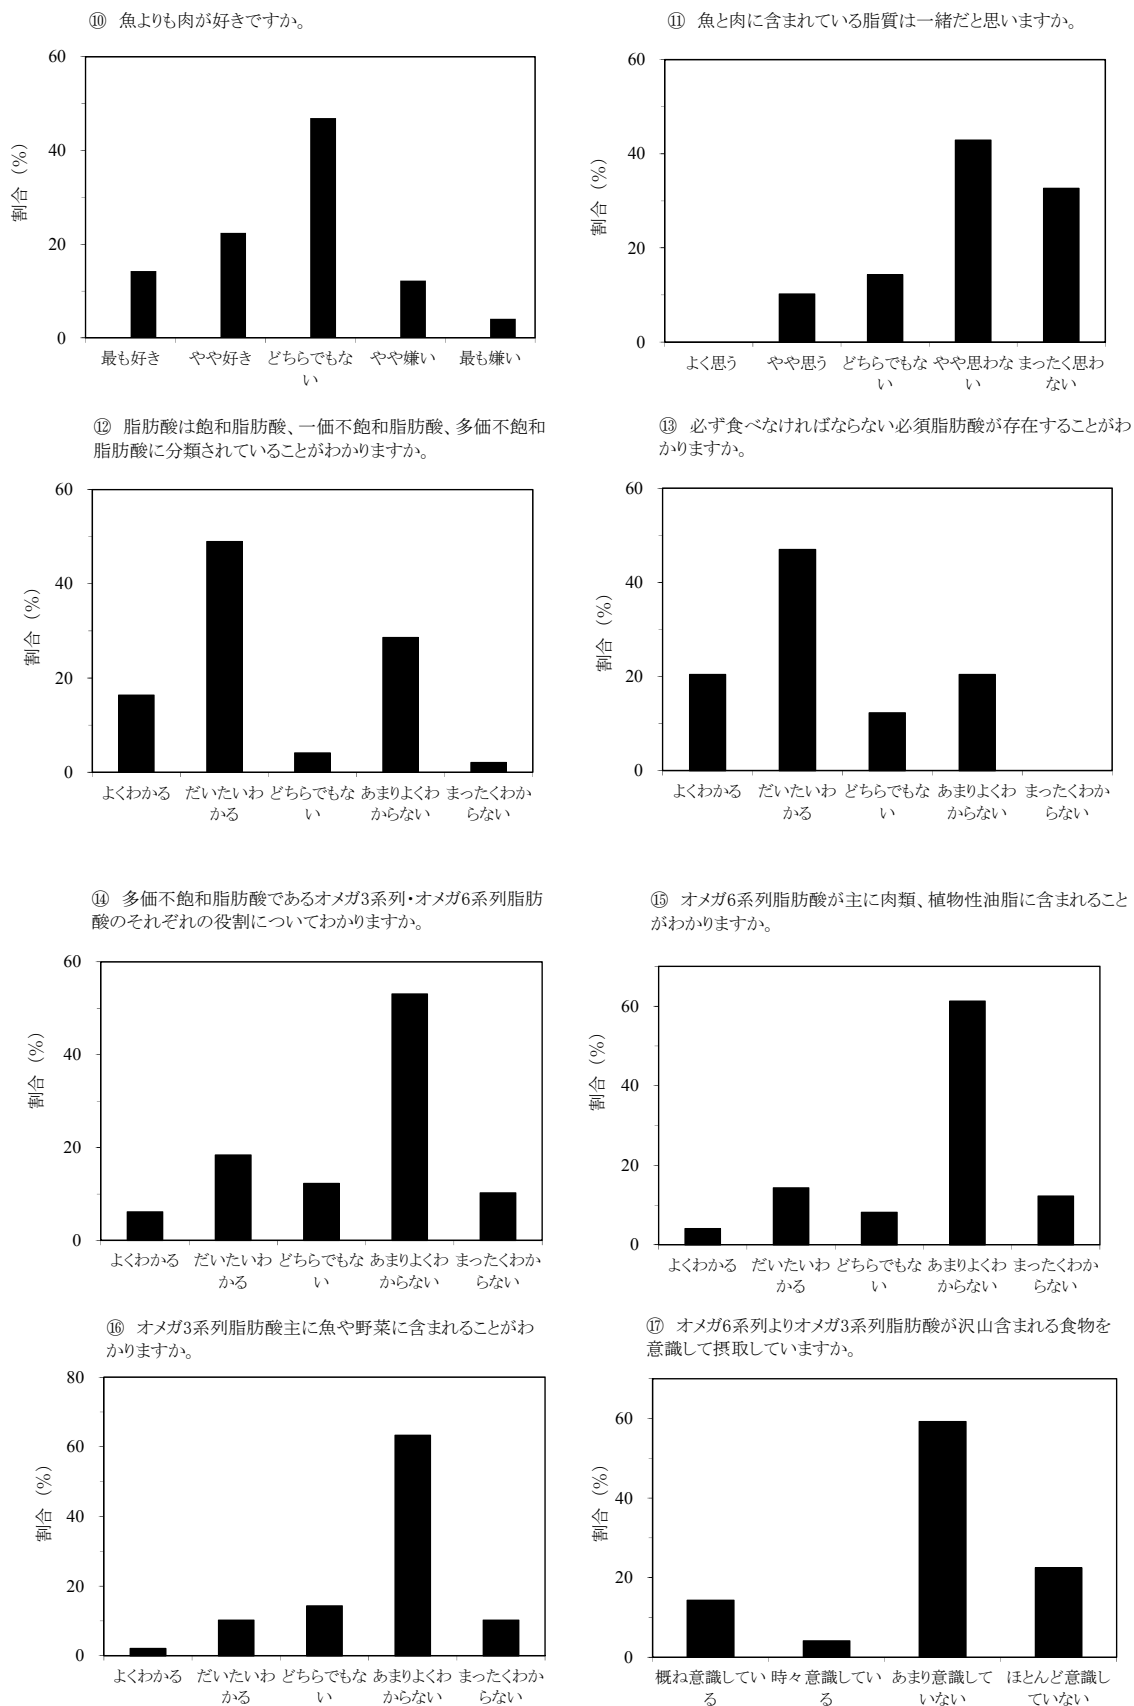 ⑩ 魚よりも肉が好きですか。
60
40
20
0
割合 (%)
最も好き やや好き どちらでもな やや嫌い 最も嫌い
い
⑪ 魚と肉に含まれている脂質は一緒だと思いますか。
60
40
20
0
割合 (%)
よく思う やや思う どちらでもな やや思わな まったく思わ
い い ない
⑫ 脂肪酸は飽和脂肪酸、一価不飽和脂肪酸、多価不飽和
脂肪酸に分類されていることがわかりますか。
60
40
20
0
割合 (%)
よくわかる だいたいわ どちらでもな あまりよくわ まったくわか
かる い からない らない
⑬ 必ず食べなければならない必須脂肪酸が存在することがわ
かりますか。
60
40
20
0
割合 (%)
よくわかる だいたいわ どちらでもな あまりよくわ まったくわか
かる い からない らない
⑭ 多価不飽和脂肪酸であるオメガ3系列・オメガ6系列脂肪
酸のそれぞれの役割についてわかりますか。
60
40
20
0
割合 (%)
よくわかる だいたいわ どちらでもな あまりよくわ まったくわか
かる い からない らない
⑮ オメガ6系列脂肪酸が主に肉類、植物性油脂に含まれること
がわかりますか。
60
40
20
0
割合 (%)
よくわかる だいたいわ どちらでもな あまりよくわ まったくわか
かる い からない らない
⑯ オメガ3系列脂肪酸主に魚や野菜に含まれることがわ
かりますか。
80
60
40
20
0
割合 (%)
よくわかる だいたいわ どちらでもな あまりよくわ まったくわか
かる い からない らない
⑰ オメガ6系列よりオメガ3系列脂肪酸が沢山含まれる食物を
意識して摂取していますか。
60
40
20
0
割合 (%)
概ね意識してい 時々意識してい あまり意識して ほとんど意識し
る る いない ていない